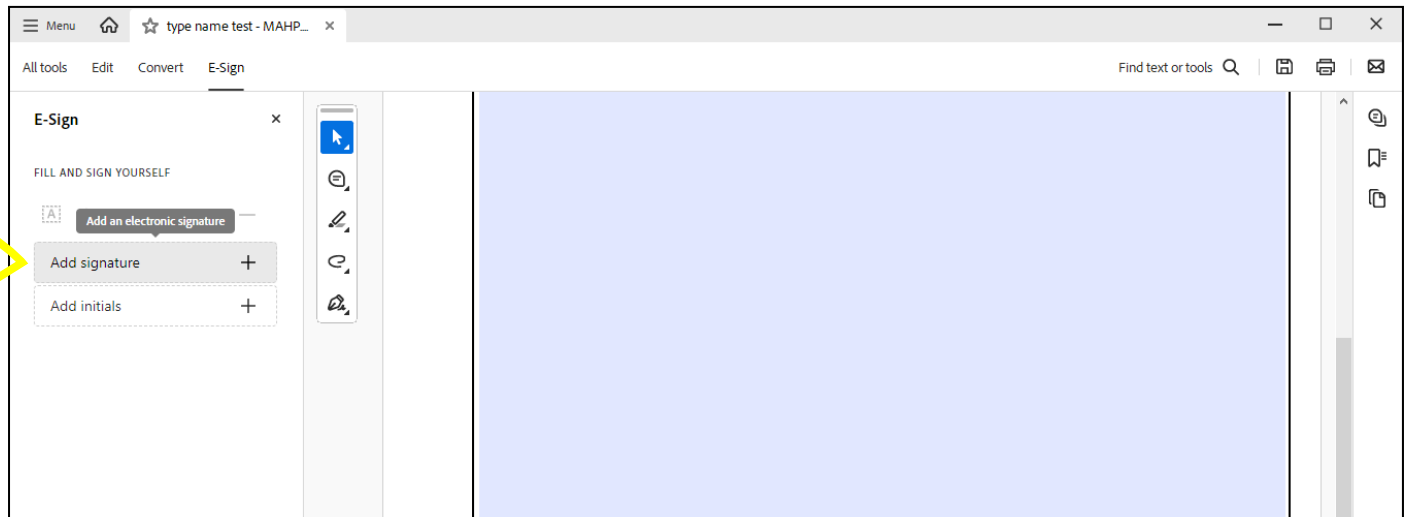 Menu
type name test - MAHP...
All tools Edit Convert E-Sign
Find text or tools
E-Sign
FILL AND SIGN YOURSELF
A
Add an electronic signature
Add signature
Add initials